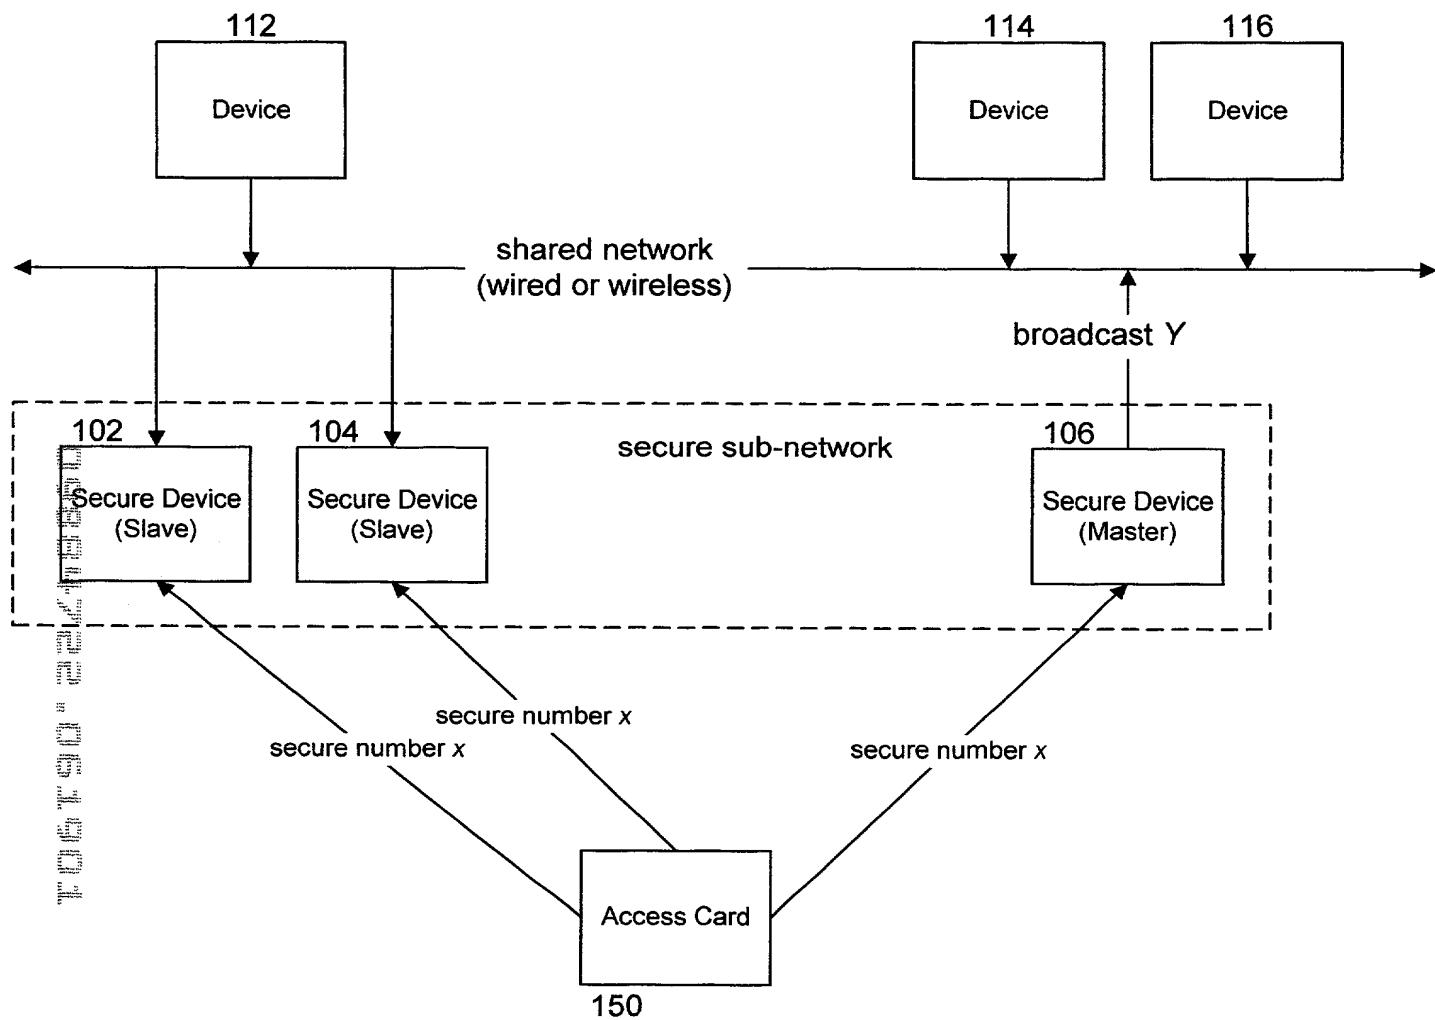 112
114
116
Device
Device
Device
shared network
(wired or wireless)
broadcast Y
102
104
secure sub-network
106
Secure Device
(Slave)
Secure Device
(Slave)
Secure Device
(Master)
secure number x
secure number x
secure number x
Access Card
150